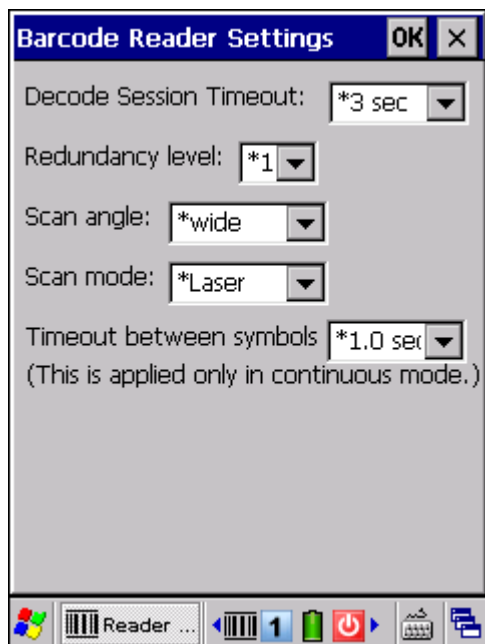 Barcode Reader Settings OK ×
Decode Session Timeout: *3 sec
Redundancy level: *1
Scan angle: *wide
Scan mode: *Laser
Timeout between symbols *1.0 sec
(This is applied only in continuous mode.)
Reader ... 1